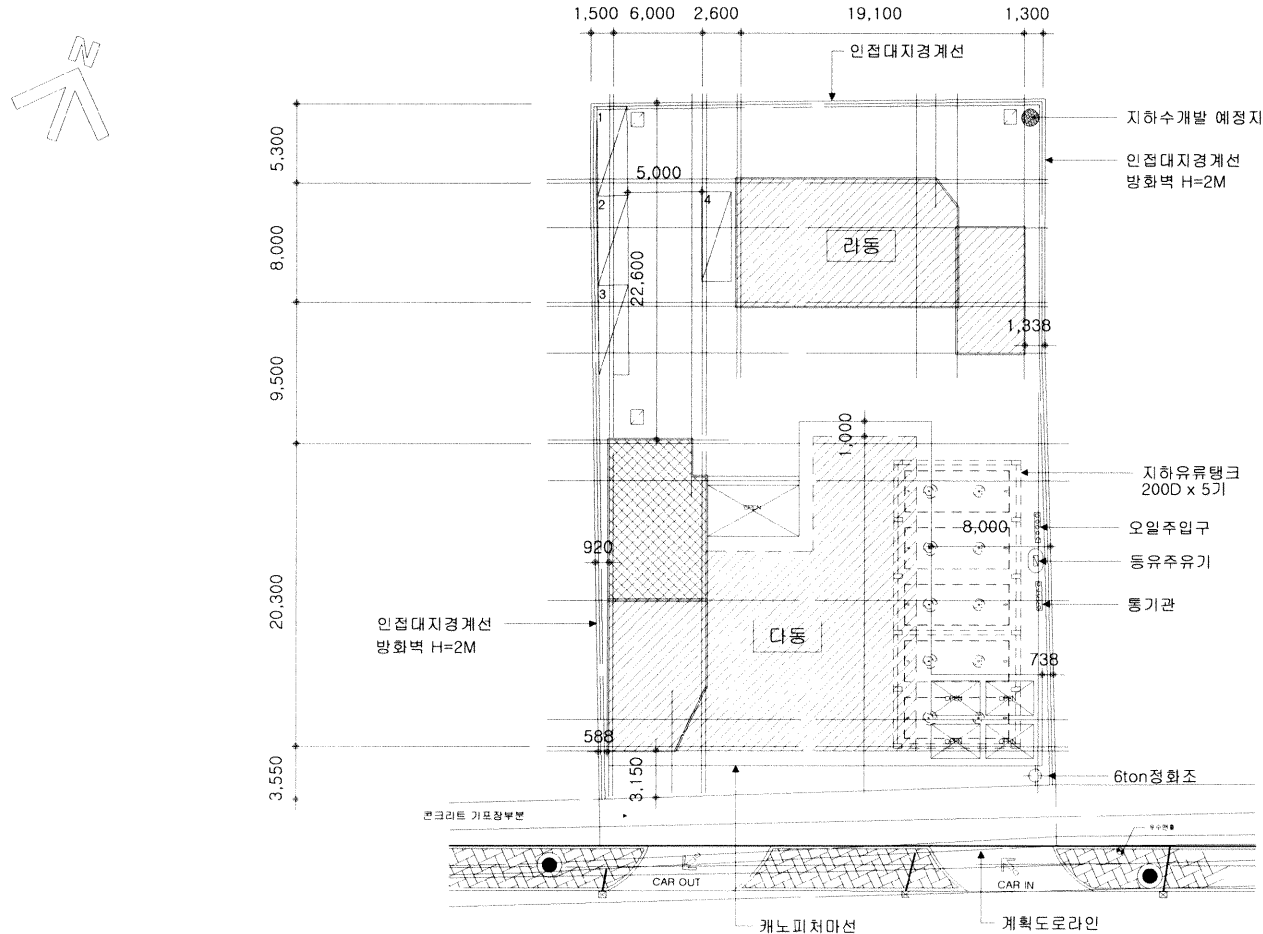 1,500 6,000 2,600 19,100 1,300
인접대지경계선
N
지하수개발 예정지
인접대지경계선
방화벽 H=2M
1
5,300
5,000
2
4
라동
8,000
22,600
3
1,338
9,500
1,000
지하유류탱크
200D x 5기
8,000
오일주입구
920
등유주유기
20,300
통기관
인접대지경계선
방화벽 H=2M
다동
738
588
3,550
3,150
6ton정화조
콘크리트 기포장부분
CAR OUT
CAR IN
캐노피처마선
계획도로라인